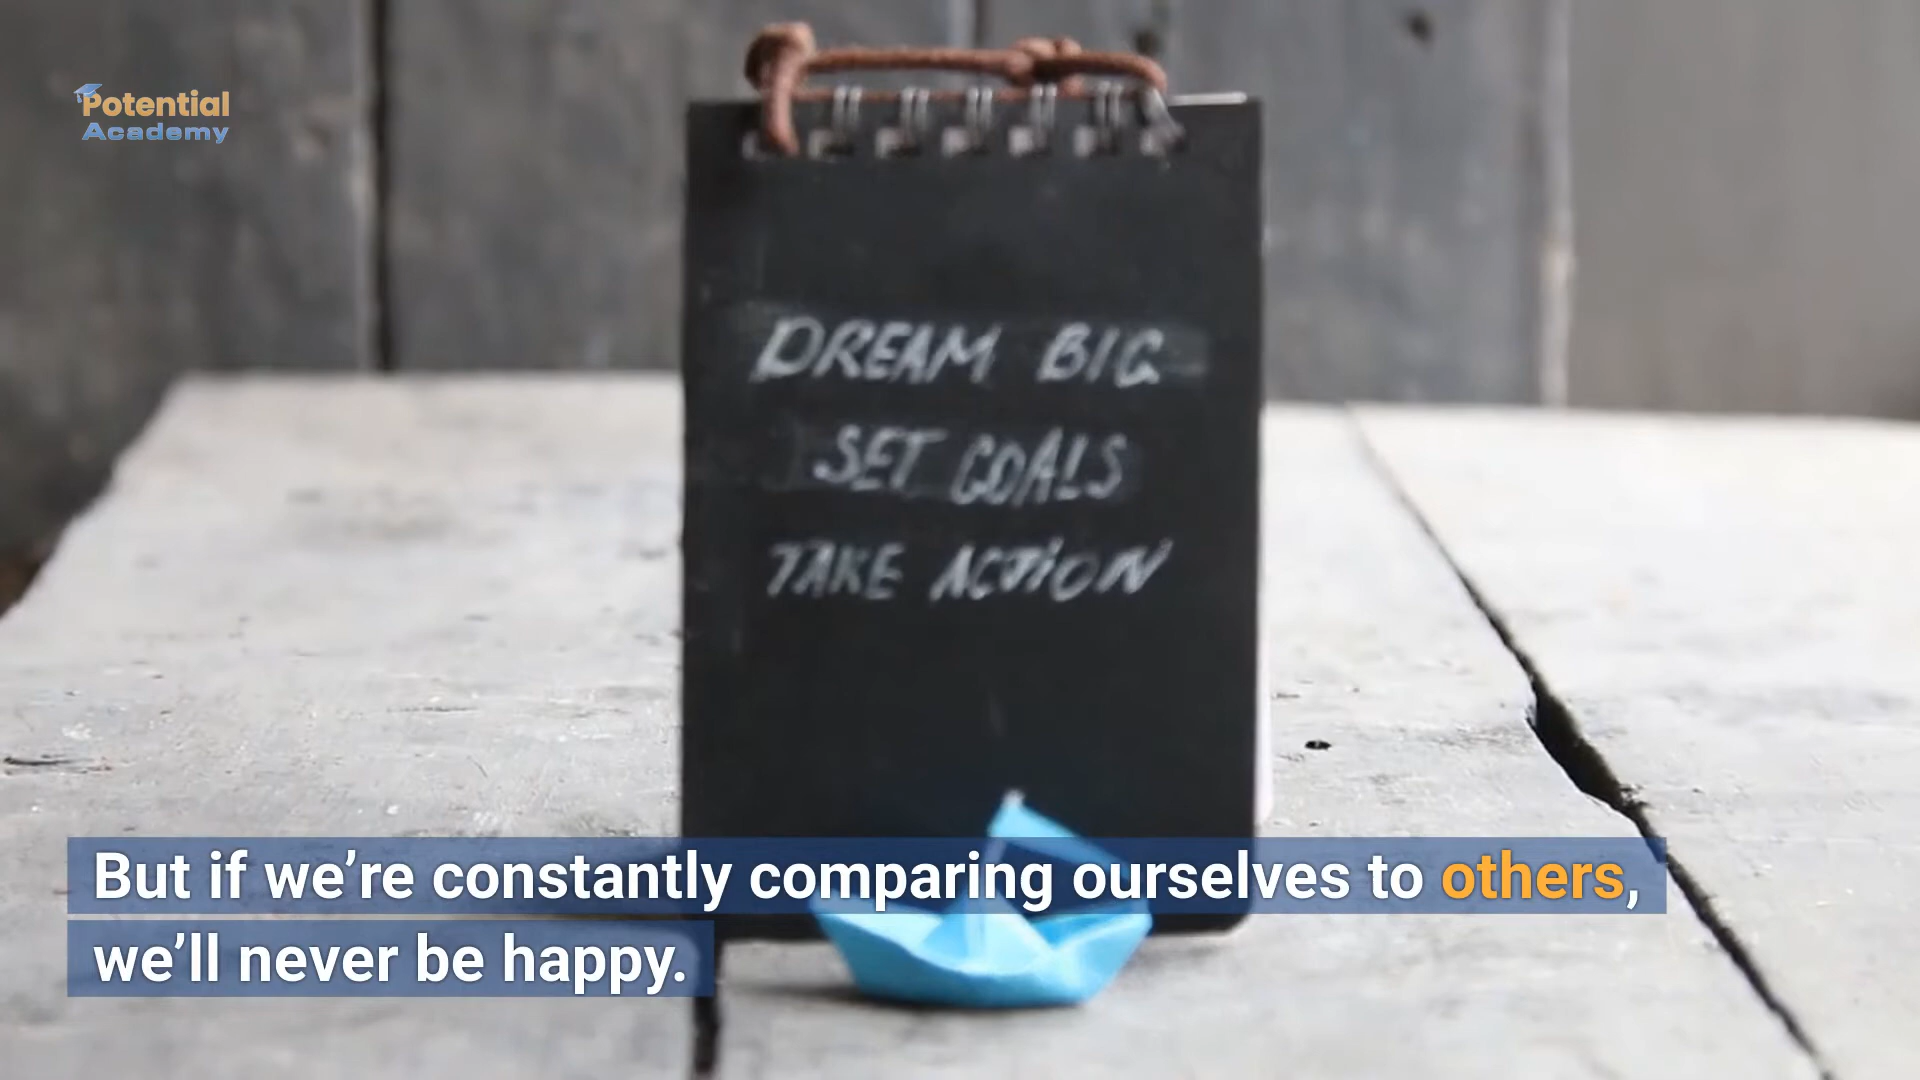 Potential
Academy
DREAM BIG
SET GOALS
TAKE ACTION
But if we’re constantly comparing ourselves to others,
we’ll never be happy.